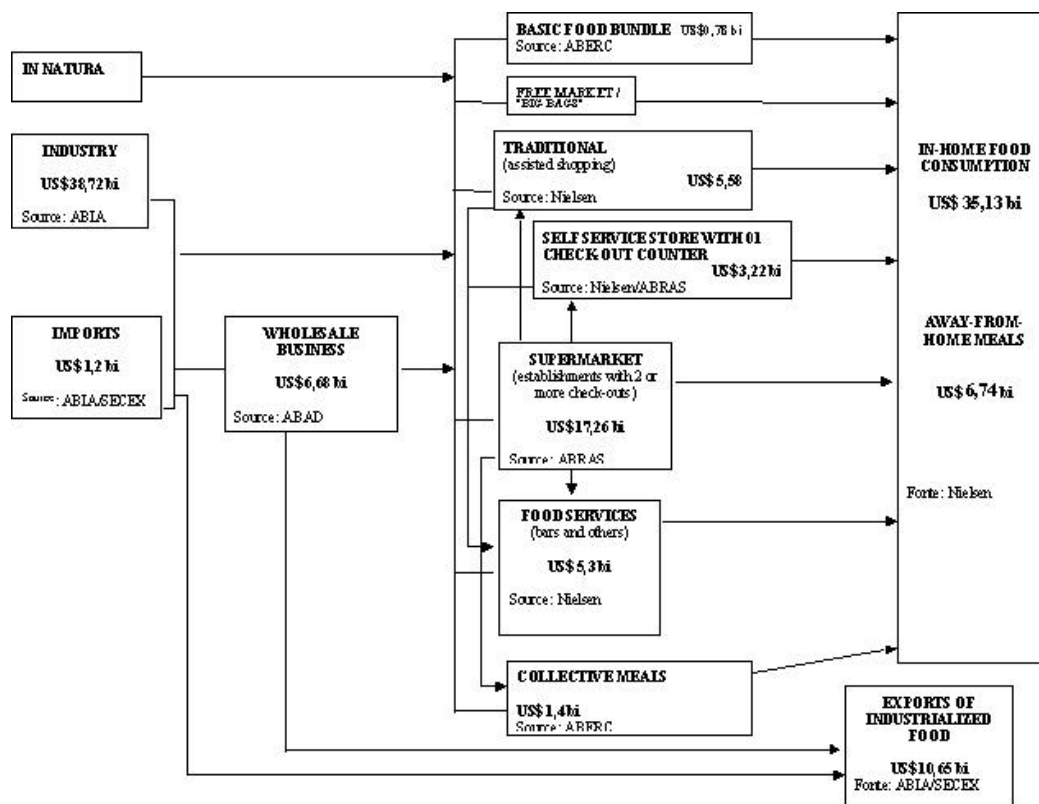 BASIC FOOD BUNDLE US$0,78 bi
Source: ABERC
IN NATURA
FREE MARKET /
"BIG BAGS"
INDUSTRY
US$38,72 bi
Source: ABIA
TRADITIONAL
(assisted shopping)
US$5,58
Source: Nielsen
IN-HOME FOOD
CONSUMPTION
US$ 35,13 bi
SELF SERVICE STORE WITH 01
CHECK-OUT COUNTER
US$3,22 bi
Source: Nielsen/ABRAS
IMPORTS
US$1,2 bi
Source: ABIA/SECEX
WHOLESALE
BUSINESS
US$6,68 bi
Source: ABAD
SUPERMARKET
(establishments with 2 or
more check-outs)
US$17,26 bi
Source: ABRAS
AWAY-FROM-
HOME MEALS
US$ 6,74 bi
Fonte: Nielsen
FOOD SERVICES
(bars and others)
US$5,3 bi
Source: Nielsen
COLLECTIVE MEALS
US$1,4 bi
Source: ABERC
EXPORTS OF
INDUSTRIALIZED
FOOD
US$10,65 bi
Fonte: ABIA/SECEX